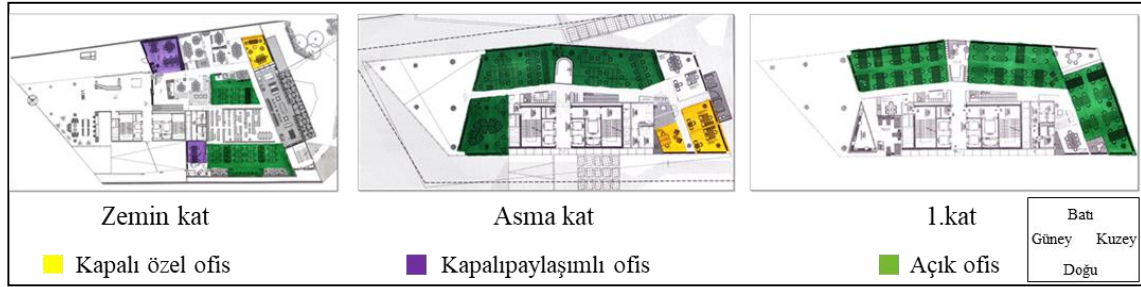 Zemin kat
Asma kat
1.kat
Kapalı özel ofis
Kapalıpaylaşımlı ofis
Açık ofis
Batı
Güney Kuzey
Doğu